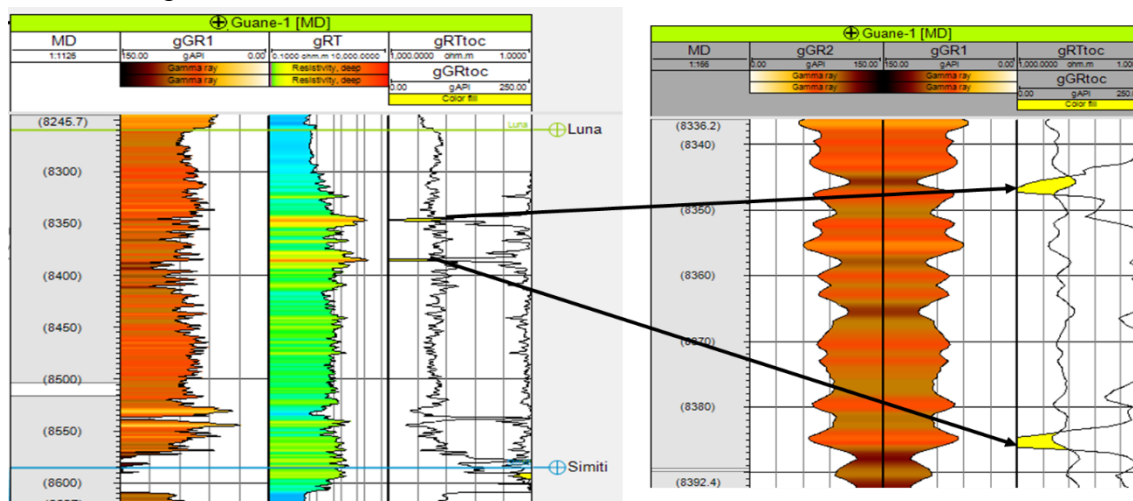 Guane-1 [MD]
MD gGR1 gRT gRTtoc
1:1126 150.00 gAPI 0.00 0.1000 ohm.m 10,000.0000 1,000.0000 ohm.m 1.0000
Gamma ray Resistivity, deep gGRtoc
Gamma ray Resistivity, deep 0.00 gAPI 250.00
Color fill
(8245.7)
Luna Luna
(8300)
(8350)
(8400)
(8450)
(8500)
(8550)
Simiti
(8600)
Guane-1 [MD]
MD gGR2 gGR1 gRTtoc
1:166 0.00 gAPI 150.00 150.00 gAPI 0.00 1,000.0000 ohm.m
Gamma ray Gamma ray gGRtoc
Gamma ray Gamma ray 0.00 gAPI
Color fill
(8336.2)
(8340)
(8350)
(8360)
(8370)
(8380)
(8392.4)